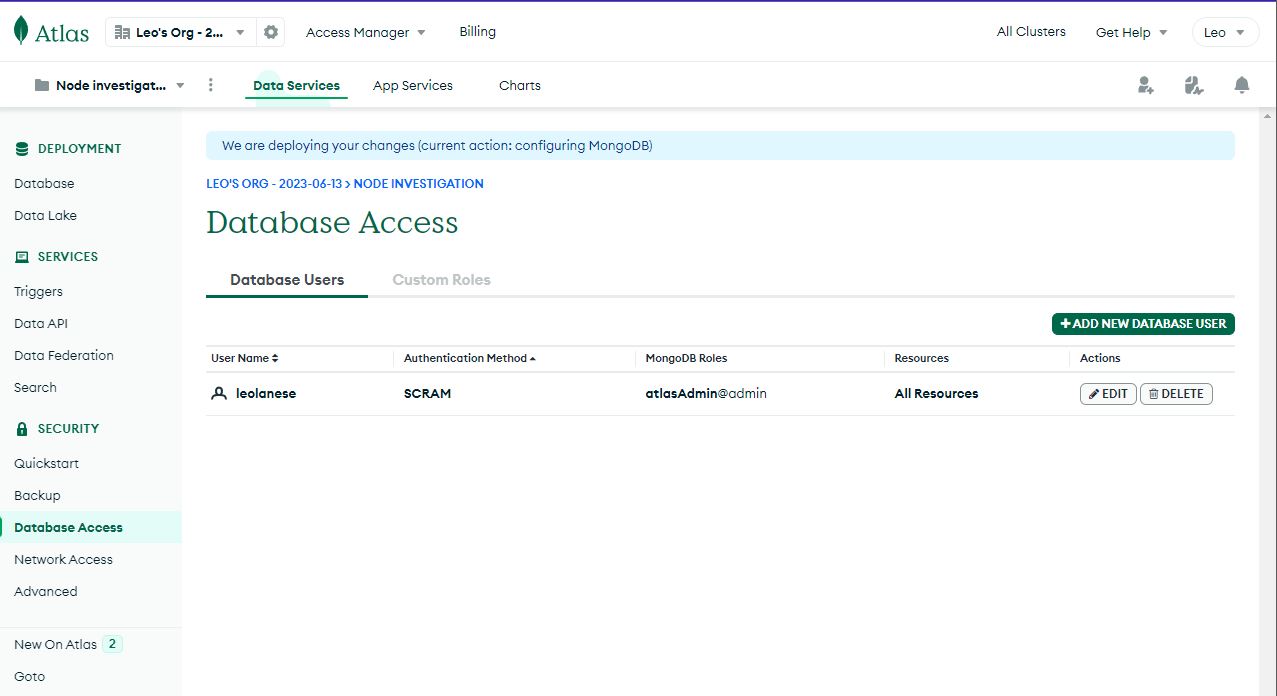 Atlas
Leo's Org - 2...
Access Manager
Billing
All Clusters
Get Help
Leo
Node investigat...
Data Services
App Services
Charts
DEPLOYMENT
Database
Data Lake
SERVICES
Triggers
Data API
Data Federation
Search
SECURITY
Quickstart
Backup
Database Access
Network Access
Advanced
New On Atlas 2
Goto
We are deploying your changes (current action: configuring MongoDB)
LEO'S ORG - 2023-06-13 > NODE INVESTIGATION
Database Access
Database Users
Custom Roles
+ADD NEW DATABASE USER
User Name
Authentication Method
MongoDB Roles
Resources
Actions
leolanese
SCRAM
atlasAdmin@admin
All Resources
EDIT
DELETE